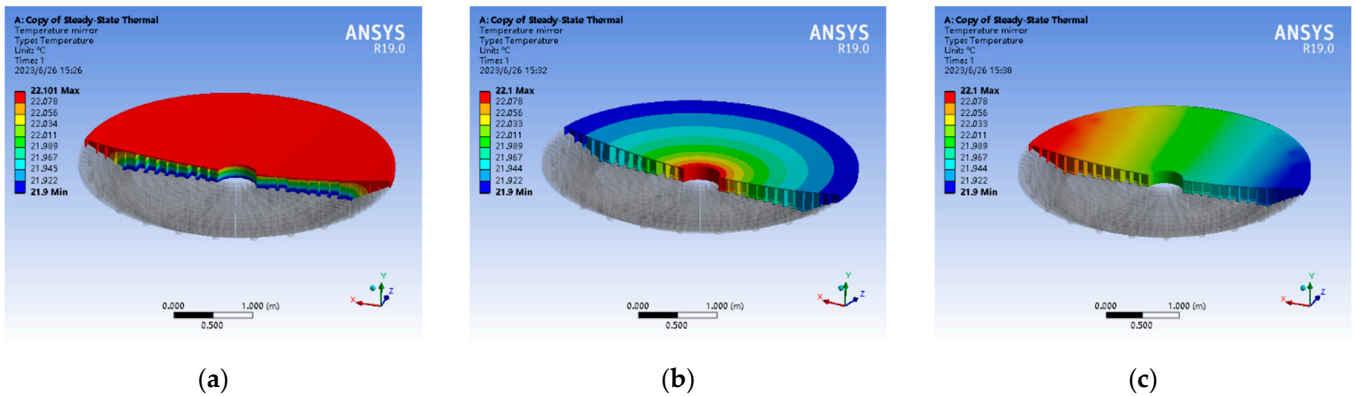 A: Copy of Steady-State Thermal
Temperature mirror
Type: Temperature
Unit: °C
Time: 1
2023/6/26 15:26
ANSYS
R19.0
22.101 Max
22.078
22.056
22.034
22.011
21.989
21.967
21.945
21.922
21.9 Min
Y
Z
X
0.000 1.000 (m)
0.500
(a)
A: Copy of Steady-State Thermal
Temperature mirror
Type: Temperature
Unit: °C
Time: 1
2023/6/26 15:32
ANSYS
R19.0
22.1 Max
22.078
22.056
22.033
22.011
21.989
21.967
21.944
21.922
21.9 Min
Y
Z
X
0.000 1.000 (m)
0.500
(b)
A: Copy of Steady-State Thermal
Temperature mirror
Type: Temperature
Unit: °C
Time: 1
2023/6/26 15:38
ANSYS
R19.0
22.1 Max
22.078
22.056
22.033
22.011
21.989
21.967
21.944
21.922
21.9 Min
Y
Z
X
0.000 1.000 (m)
0.500
(c)